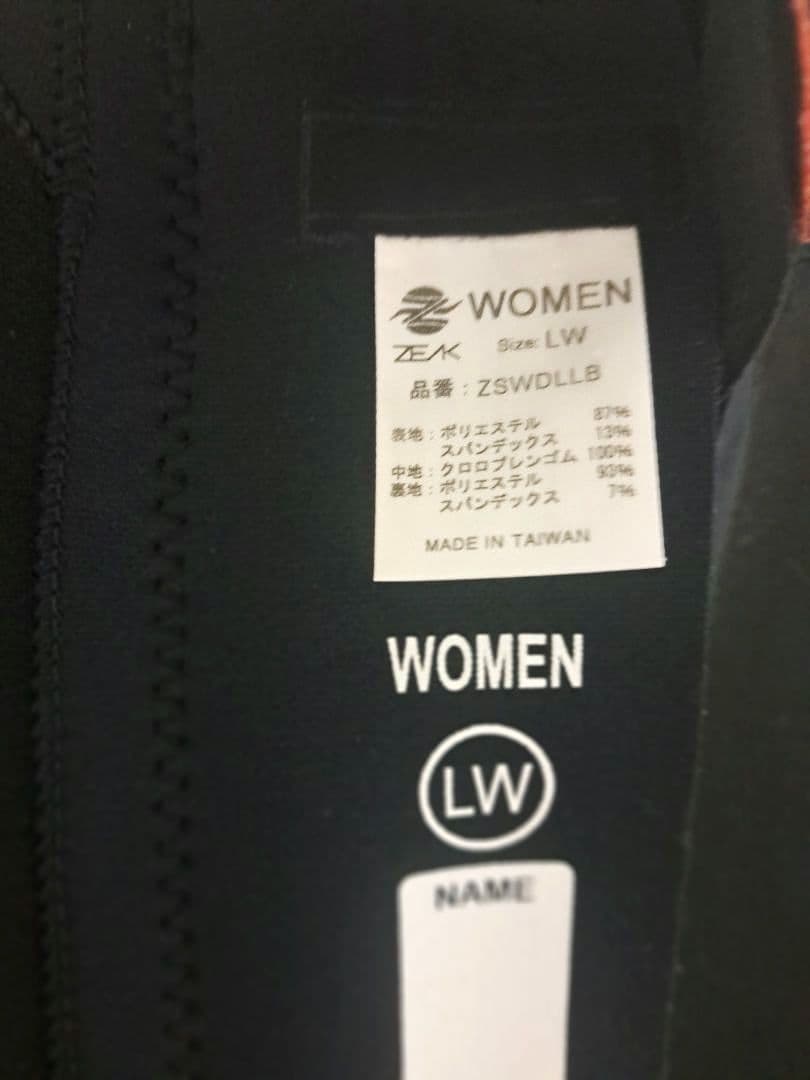 WOMEN
ZEAK Size: LW
品番 : ZSWDLLB
表地 : ポリエステル 87%
スパンデックス 13%
中地 : クロロプレンゴム 100%
裏地 : ポリエステル 93%
スパンデックス 7%
MADE IN TAIWAN
WOMEN
LW
NAME